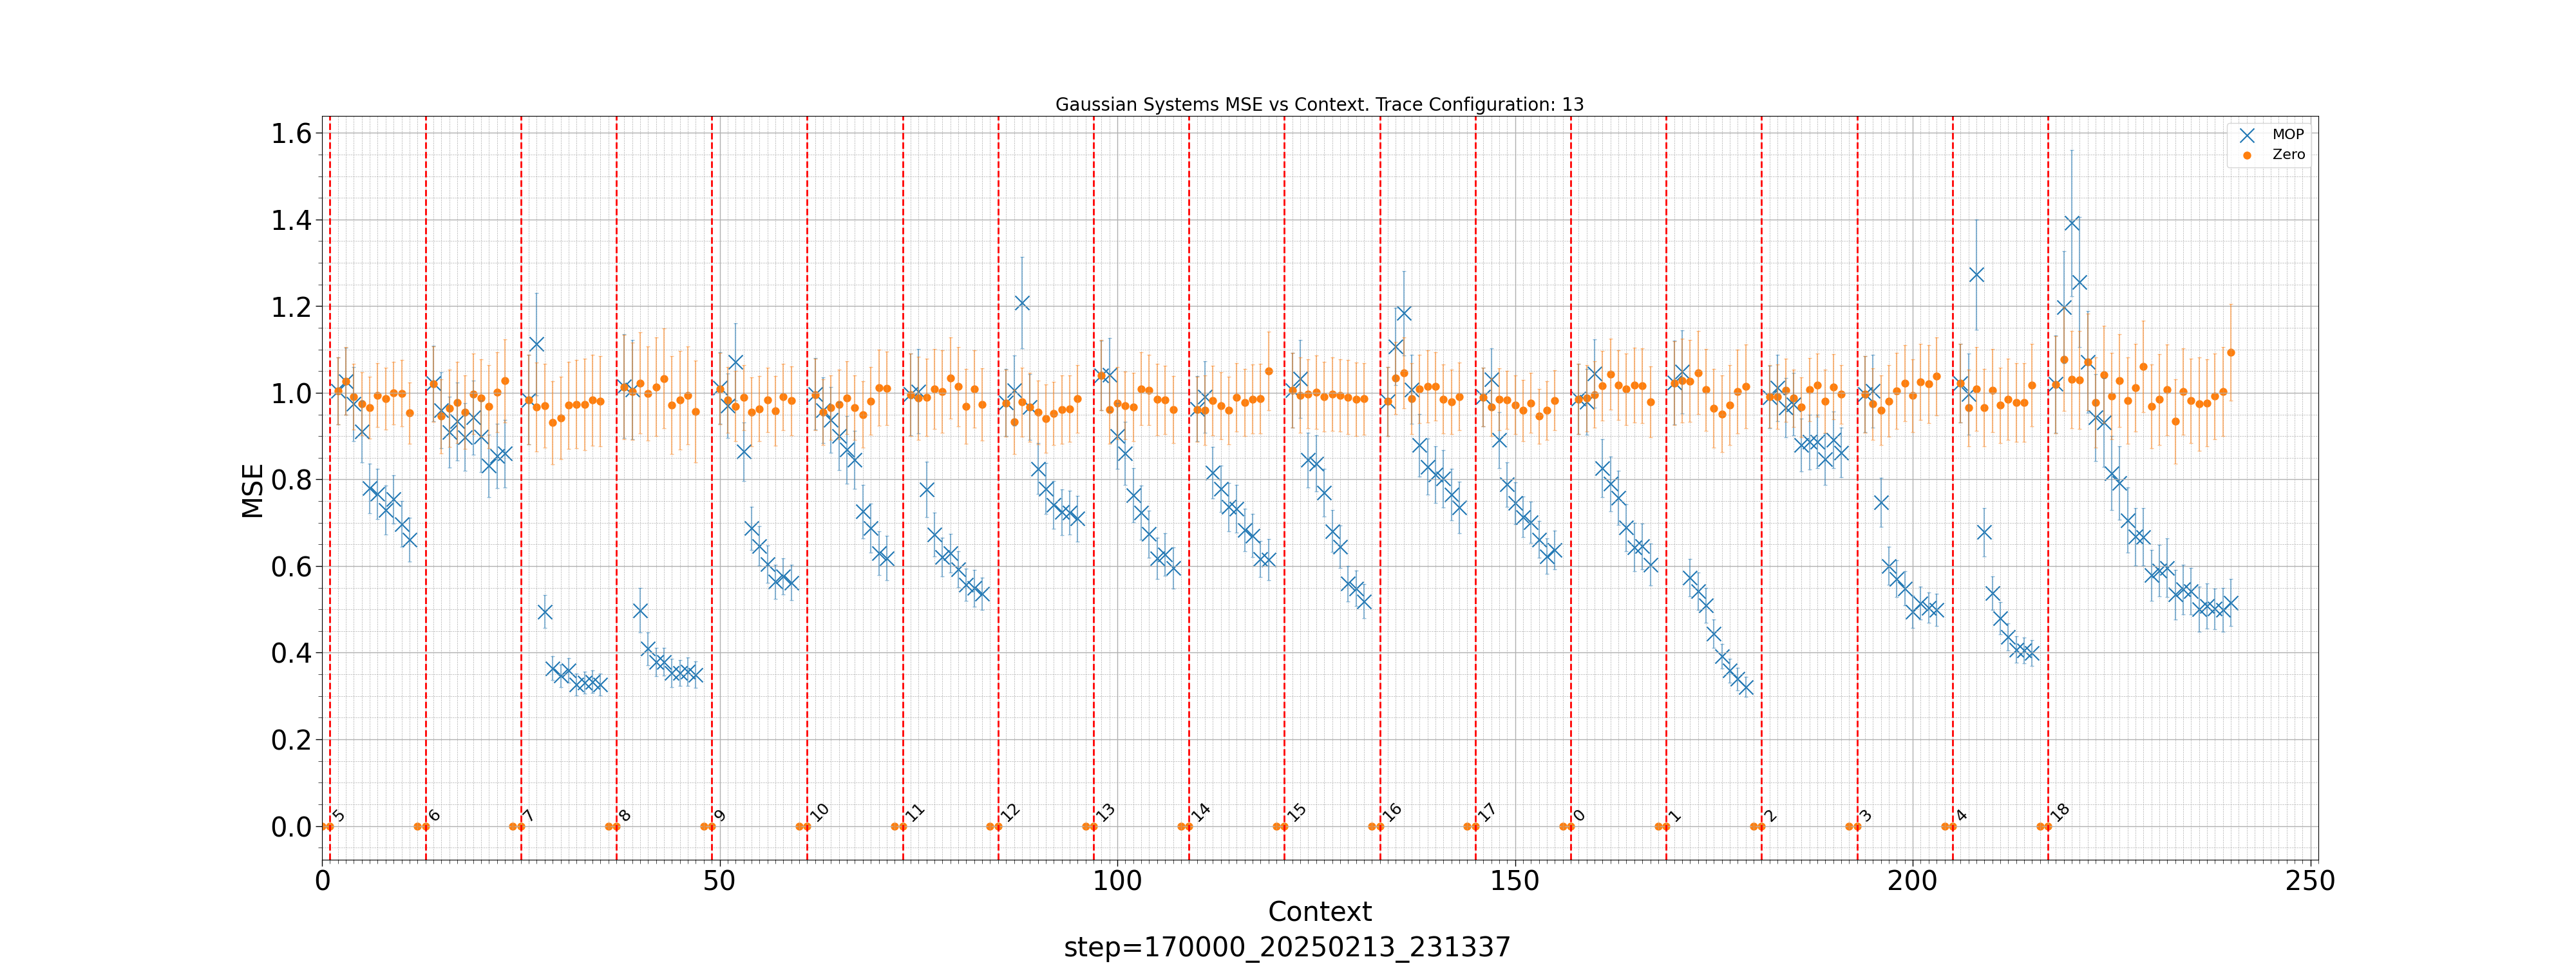 Gaussian Systems MSE vs Context. Trace Configuration: 13
MOP
Zero
MSE
1.6
1.4
1.2
1.0
0.8
0.6
0.4
0.2
0.0
5 6 7 8 9 10 11 12 13 14 15 16 17 0 1 2 3 4 18
0 50 100 150 200 250
Context
step=170000_20250213_231337